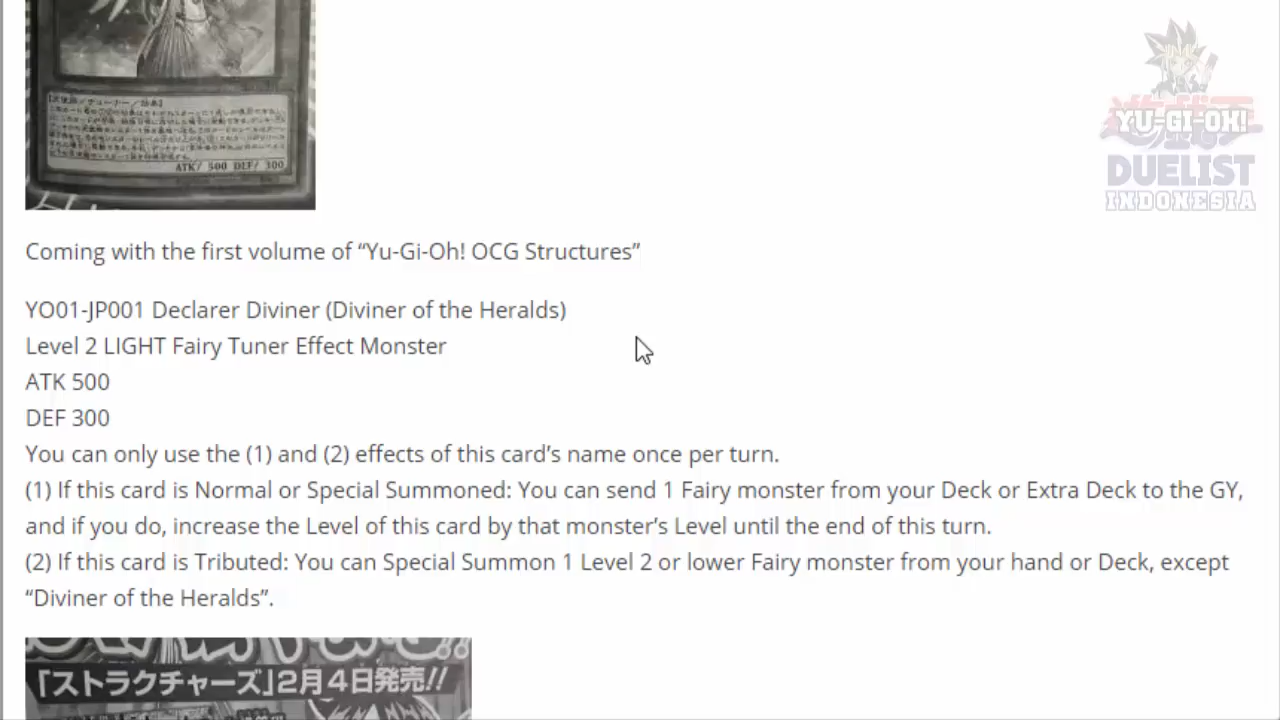 ATK/ 500 DEF/ 300
YU-GI-OH!
DUELIST
INDONESIA
Coming with the first volume of “Yu-Gi-Oh! OCG Structures”
YO01-JP001 Declarer Diviner (Diviner of the Heralds)
Level 2 LIGHT Fairy Tuner Effect Monster
ATK 500
DEF 300
You can only use the (1) and (2) effects of this card’s name once per turn.
(1) If this card is Normal or Special Summoned: You can send 1 Fairy monster from your Deck or Extra Deck to the GY,
and if you do, increase the Level of this card by that monster’s Level until the end of this turn.
(2) If this card is Tributed: You can Special Summon 1 Level 2 or lower Fairy monster from your hand or Deck, except
“Diviner of the Heralds”.
「ストラクチャーズ」2月4日発売!!